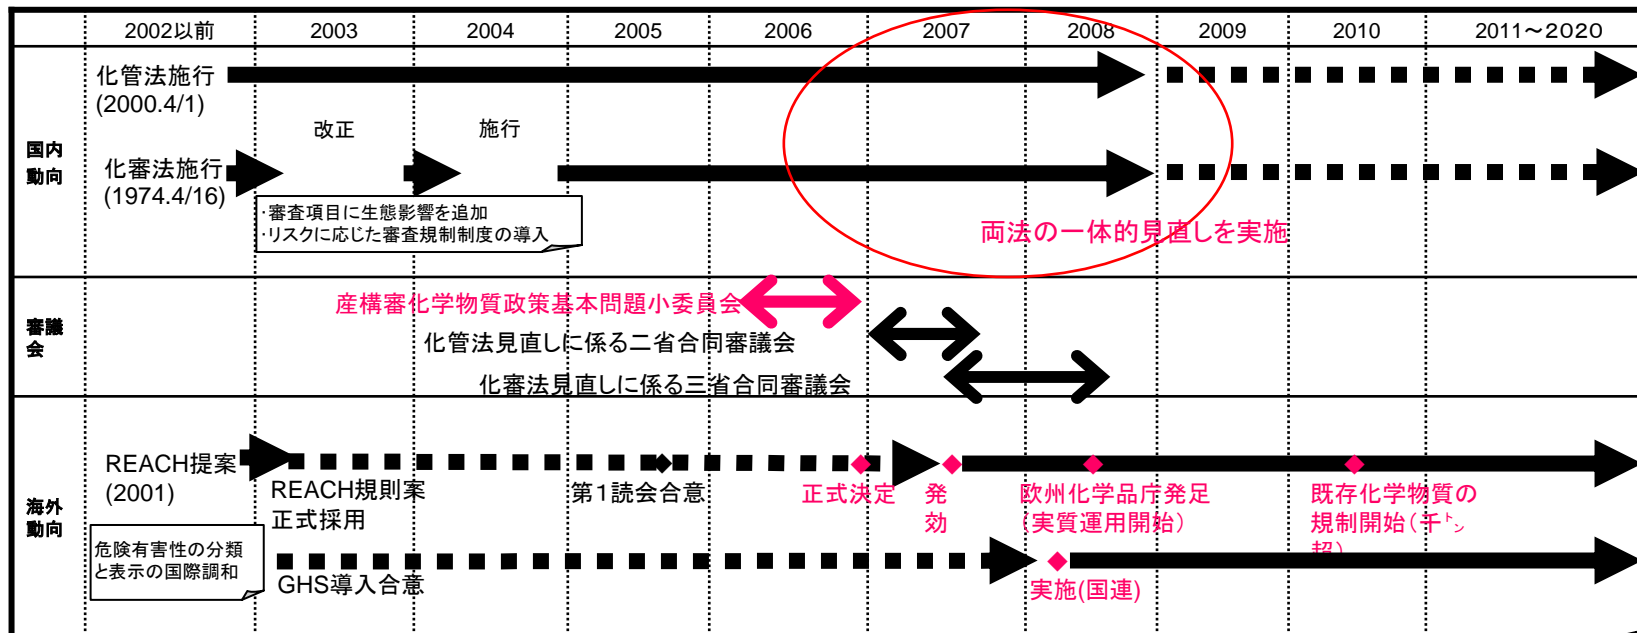 2002以前 2003 2004 2005 2006 2007 2008 2009 2010 2011～2020
国内
動向
化管法施行
(2000.4/1)
改正 施行
化審法施行
(1974.4/16)
・審査項目に生態影響を追加
・リスクに応じた審査規制制度の導入
両法の一体的見直しを実施
審議
会
産構審化学物質政策基本問題小委員会
化管法見直しに係る二省合同審議会
化審法見直しに係る三省合同審議会
海外
動向
REACH提案
(2001)
REACH規則案
正式採用
第１読会合意
正式決定
発
効
欧州化学品庁発足
（実質運用開始）
既存化学物質の
規制開始（千㌧
超）
危険有害性の分類
と表示の国際調和
GHS導入合意
実施(国連)